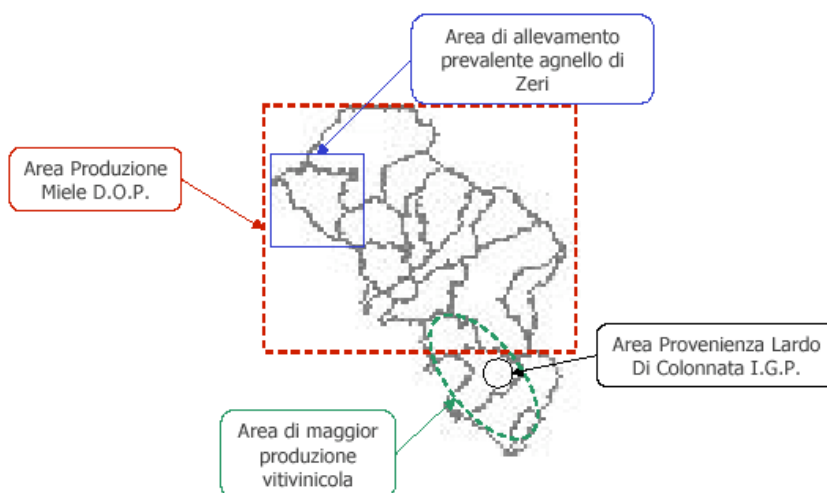 Area di allevamento
prevalente agnello di
Zeri
Area Produzione
Miele D.O.P.
Area Provenienza Lardo
Di Colonnata I.G.P.
Area di maggior
produzione
vitivinicola